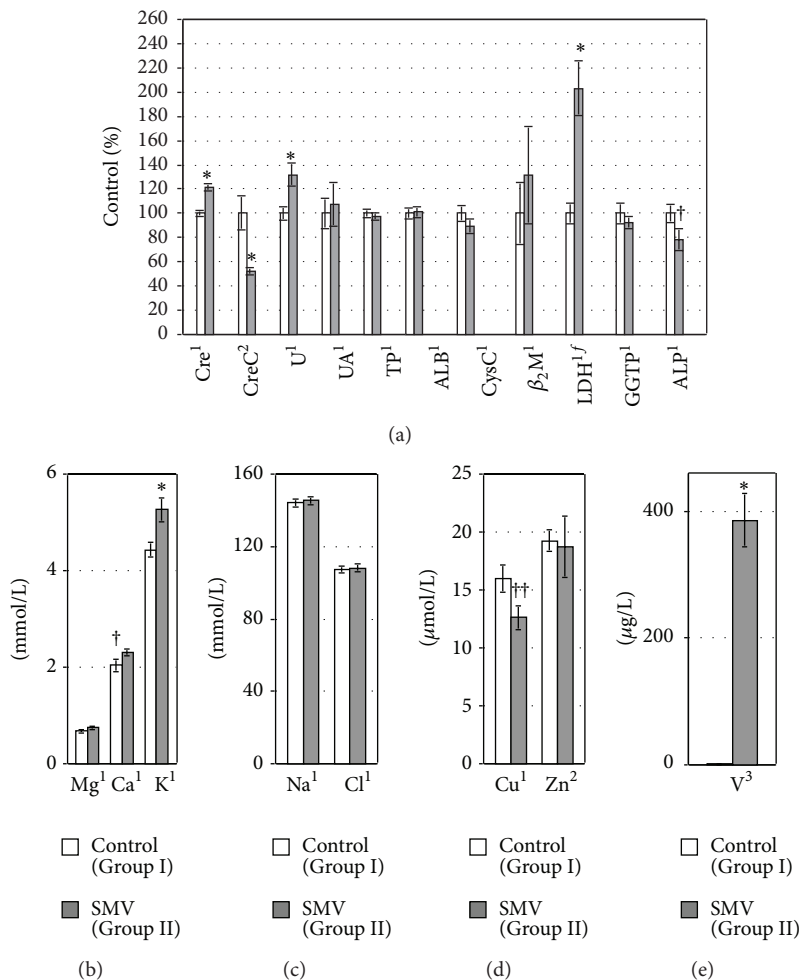 260
240
220
200
180
160
140
120
100
80
60
40
20
0
Control (%)
*
*
*
*
†
Cre¹
CreC²
U¹
UA¹
TP¹
ALB¹
CysC¹
β₂M¹
LDH¹ᶠ
GGTP¹
ALP¹
(a)
6
4
2
0
(mmol/L)
†
*
Mg¹ Ca¹ K¹
Control
(Group I)
SMV
(Group II)
(b)
160
120
80
40
0
(mmol/L)
Na¹ Cl¹
Control
(Group I)
SMV
(Group II)
(c)
25
20
15
10
5
0
(μmol/L)
††
Cu¹ Zn²
Control
(Group I)
SMV
(Group II)
(d)
400
200
0
(μg/L)
*
V³
Control
(Group I)
SMV
(Group II)
(e)